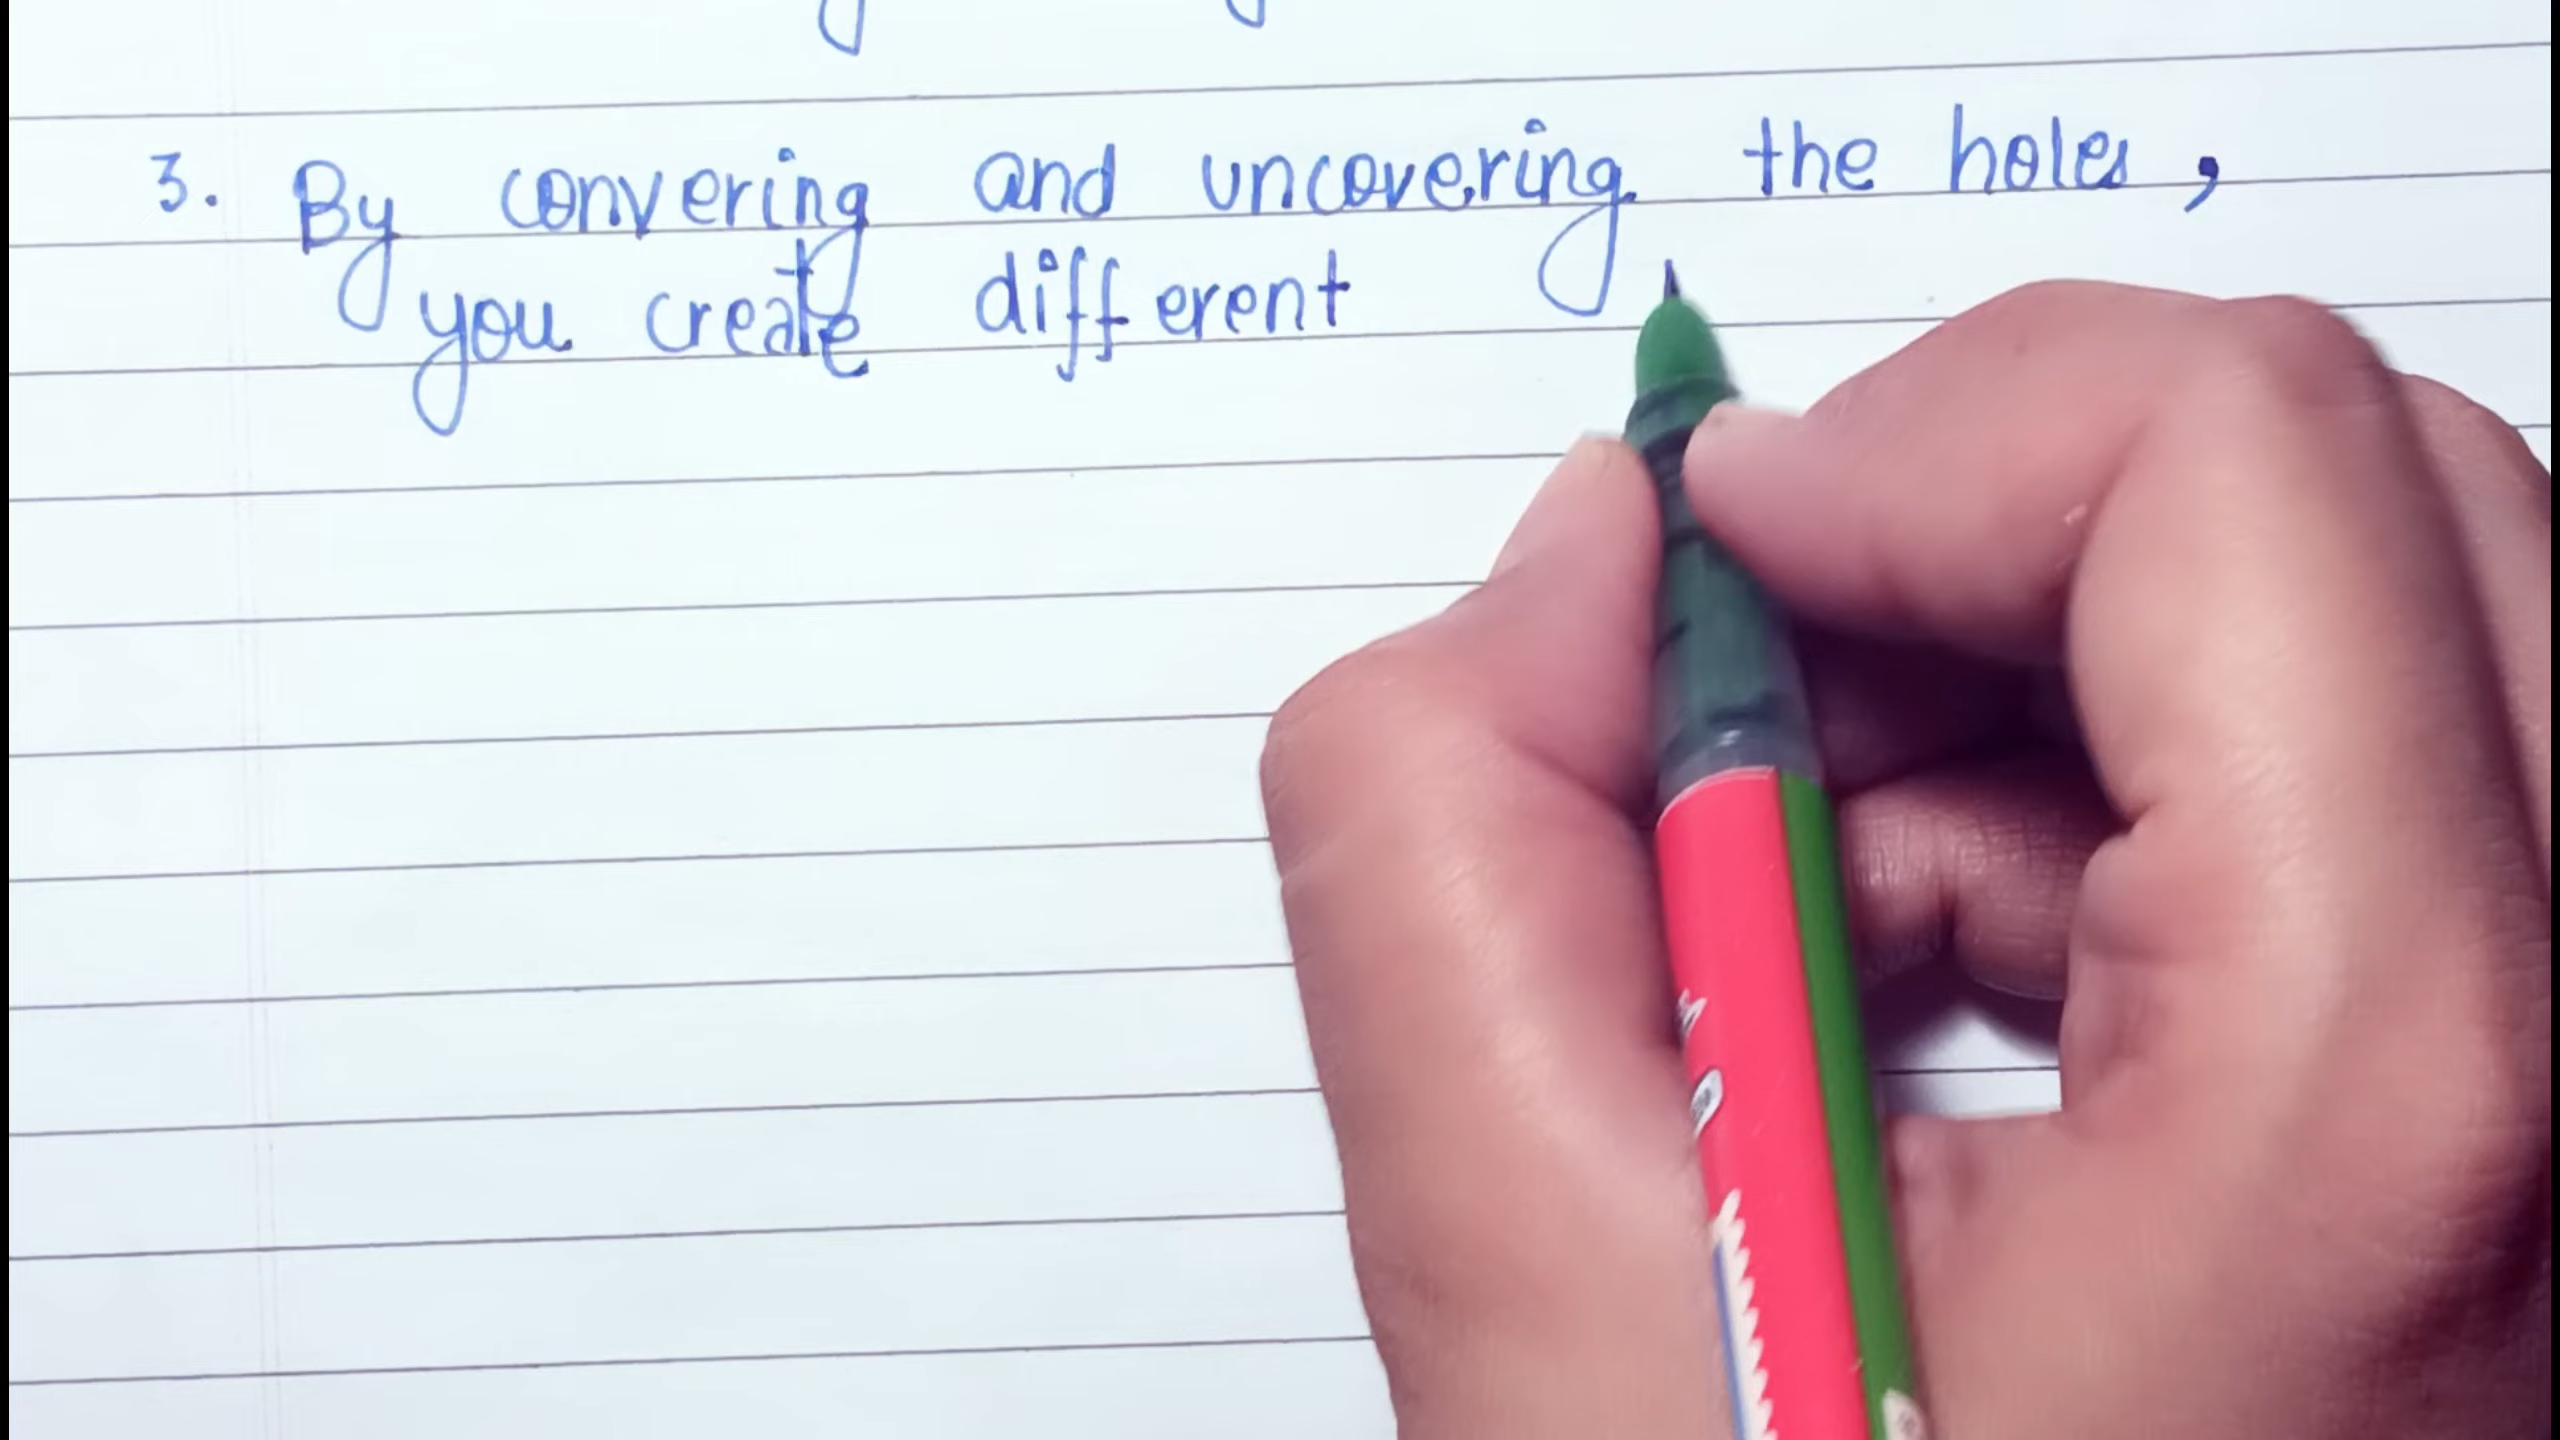 3. By convering and uncovering the holes,
you create different